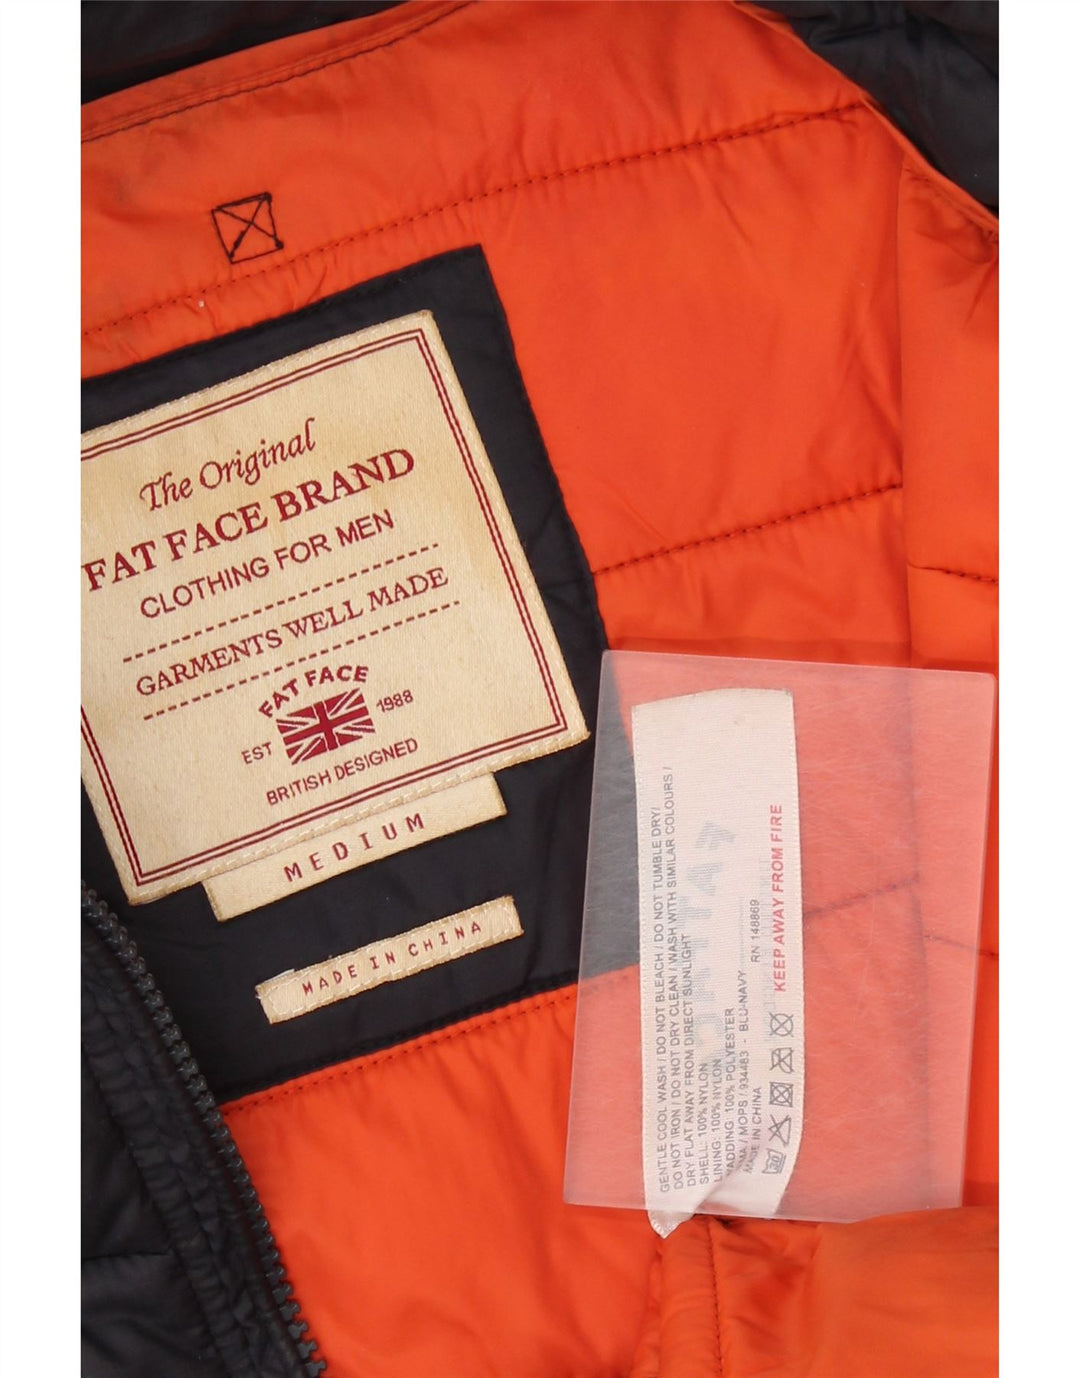 The Original
FAT FACE BRAND
CLOTHING FOR MEN
GARMENTS WELL MADE
FAT FACE
EST 1988
BRITISH DESIGNED
MEDIUM
MADE IN CHINA
GENTLE COOL WASH / DO NOT BLEACH / DO NOT TUMBLE DRY/
DO NOT IRON / DO NOT DRY CLEAN / WASH WITH SIMILAR COLOURS /
DRY FLAT AWAY FROM DIRECT SUNLIGHT
SHELL: 100% NYLON
LINING: 100% NYLON
WADDING: 100% POLYESTER
/ MOPS / 934483 - BLU-NAVY
MADE IN CHINA RN 148869
KEEP AWAY FROM FIRE
30